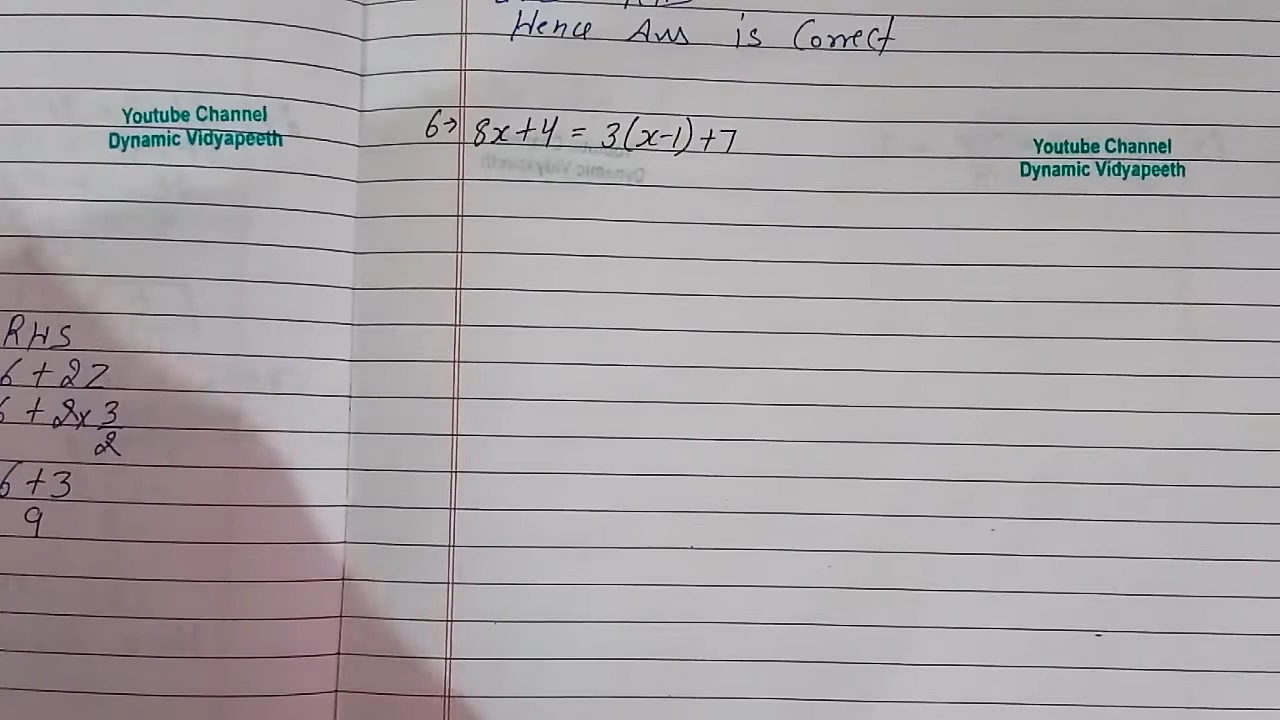 Hence Ans is Correct
Youtube Channel
Dynamic Vidyapeeth
6→ 8x+4 = 3(x-1)+7
Youtube Channel
Dynamic Vidyapeeth
RHS
6+2z
6+2×3/2
6+3
9